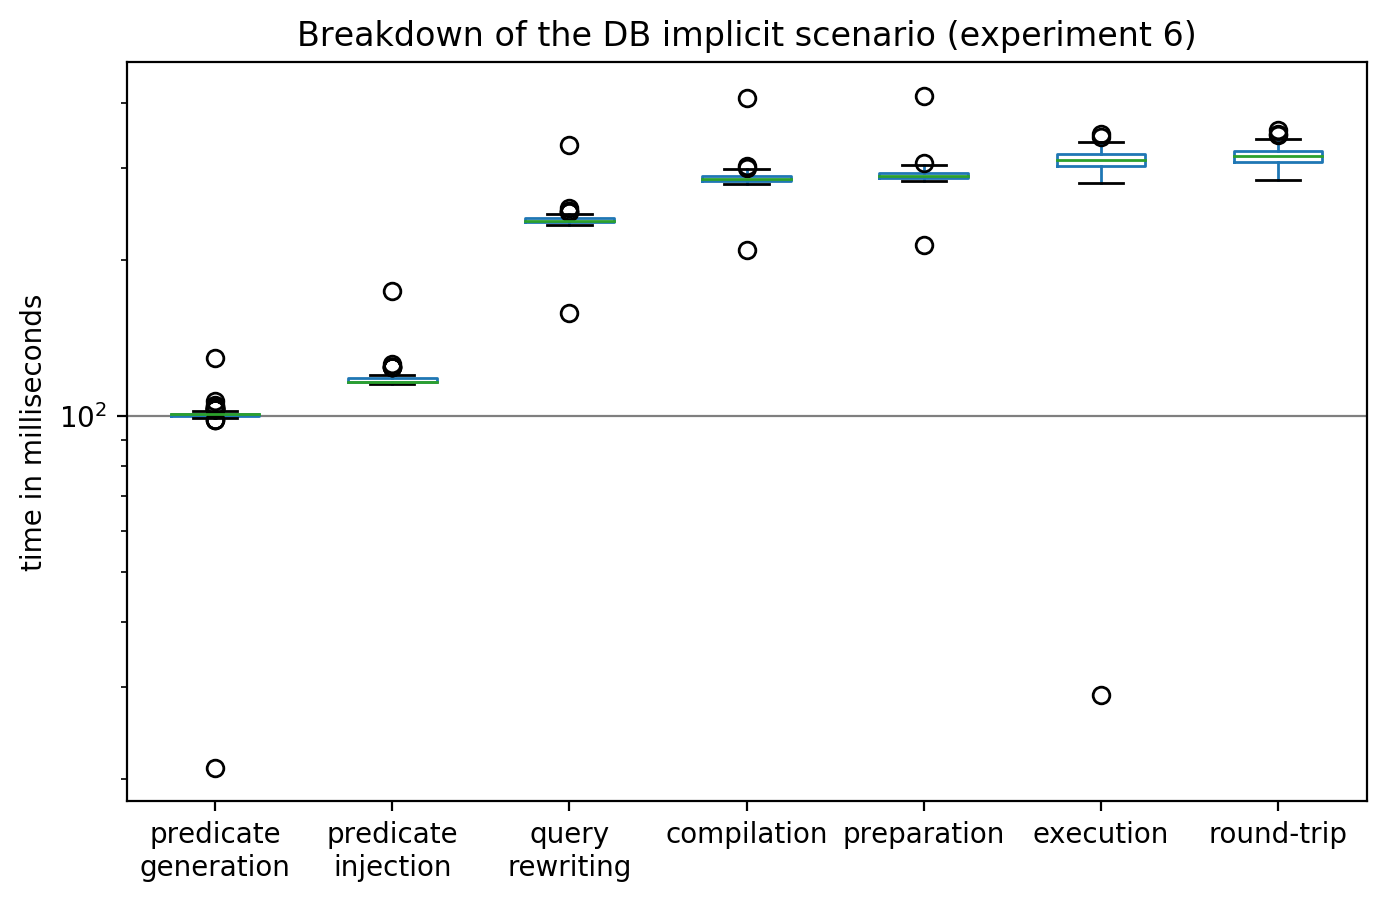 Breakdown of the DB implicit scenario (experiment 6)
time in milliseconds
10²
predicate generation
predicate injection
query rewriting
compilation
preparation
execution
round-trip